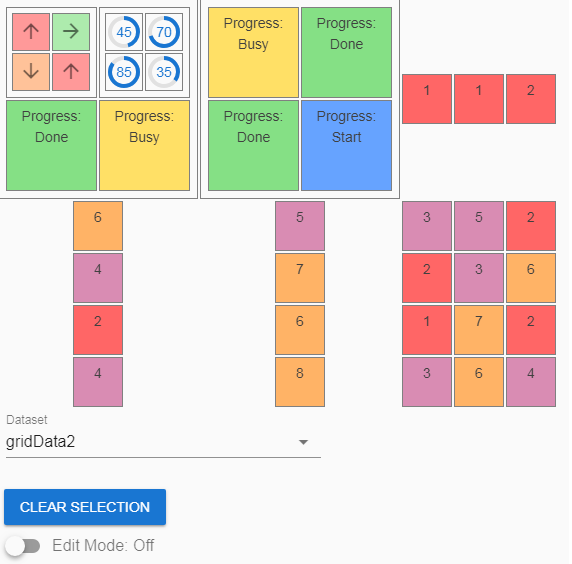 45 70
85 35
Progress:
Done
Progress:
Busy
Progress:
Busy
Progress:
Done
Progress:
Done
Progress:
Start
1 1 2
6 5 3 5 2
4 7 2 3 6
2 6 1 7 2
4 8 3 6 4
Dataset
gridData2
CLEAR SELECTION
Edit Mode: Off